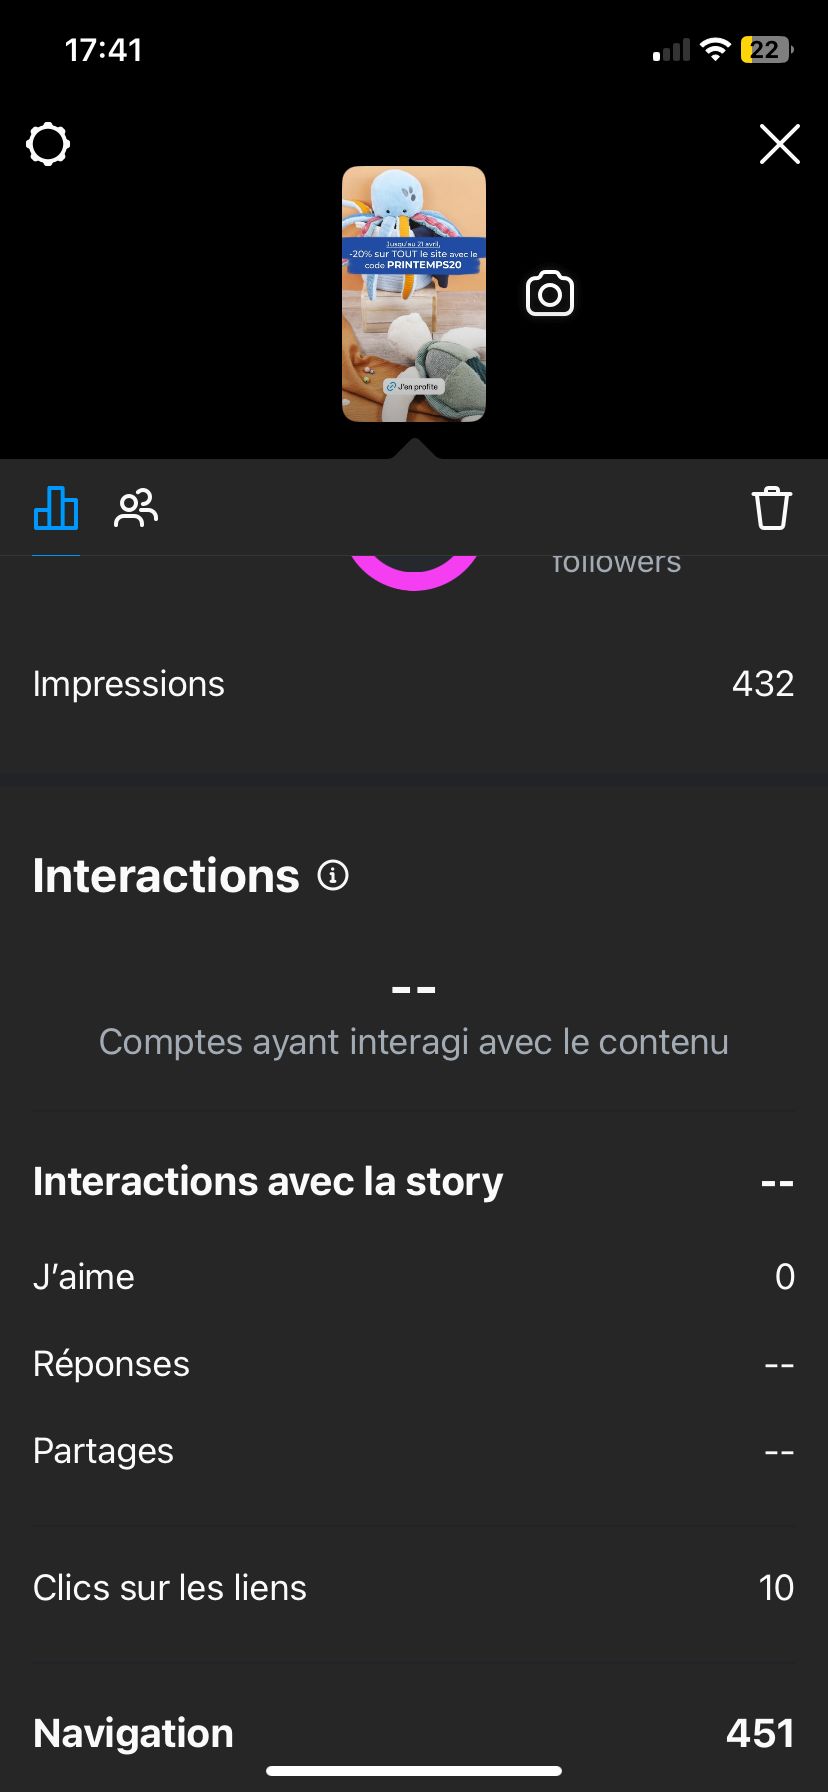 17:41
22
Jusqu'au 21 avril,
-20% sur TOUT le site avec le
code PRINTEMPS20
J'en profite
followers
Impressions 432
Interactions
--
Comptes ayant interagi avec le contenu
Interactions avec la story --
J’aime 0
Réponses --
Partages --
Clics sur les liens 10
Navigation 451